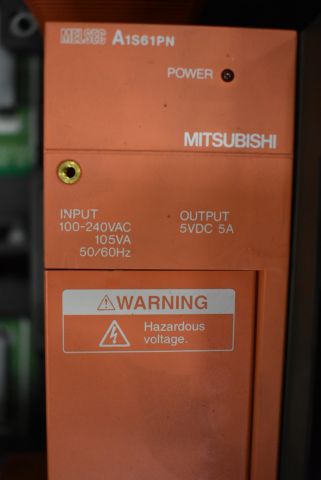 MELSEC A1S61PN
POWER
MITSUBISHI
INPUT
100-240VAC
105VA
50/60Hz
OUTPUT
5VDC 5A
WARNING
Hazardous
voltage.